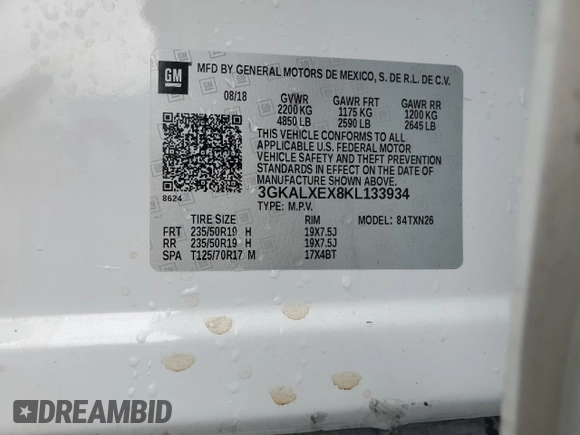 GM
MFD BY GENERAL MOTORS DE MEXICO, S. DE R.L. DE C.V.
08/18 GVWR GAWR FRT GAWR RR
2200 KG 1175 KG 1200 KG
4850 LB 2590 LB 2645 LB
THIS VEHICLE CONFORMS TO ALL
APPLICABLE U.S. FEDERAL MOTOR
VEHICLE SAFETY AND THEFT PREVENTION
STANDARDS IN EFFECT ON THE DATE OF
MANUFACTURE SHOWN ABOVE.
8624 3GKALXEX8KL133934
TYPE: M.P.V.
TIRE SIZE RIM MODEL: 84TXN26
FRT 235/50R19 H 19X7.5J
RR 235/50R19 H 19X7.5J
SPA T125/70R17 M 17X4BT
DREAMBID